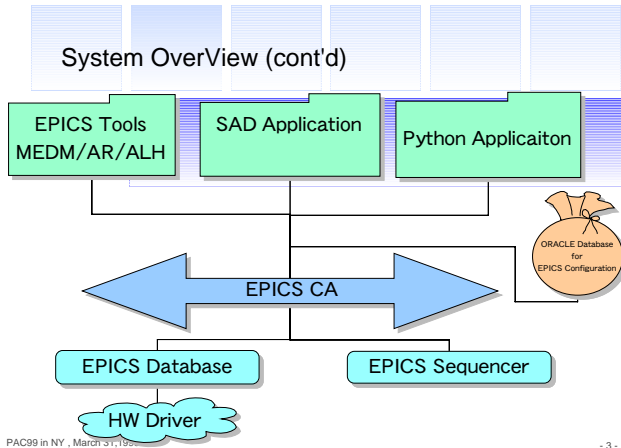 System OverView (cont'd)
EPICS Tools
MEDM/AR/ALH
SAD Application
Python Applicaiton
ORACLE Database
for
EPICS Configuration
EPICS CA
EPICS Database
EPICS Sequencer
HW Driver
PAC99 in NY , March 31,
- 3 -